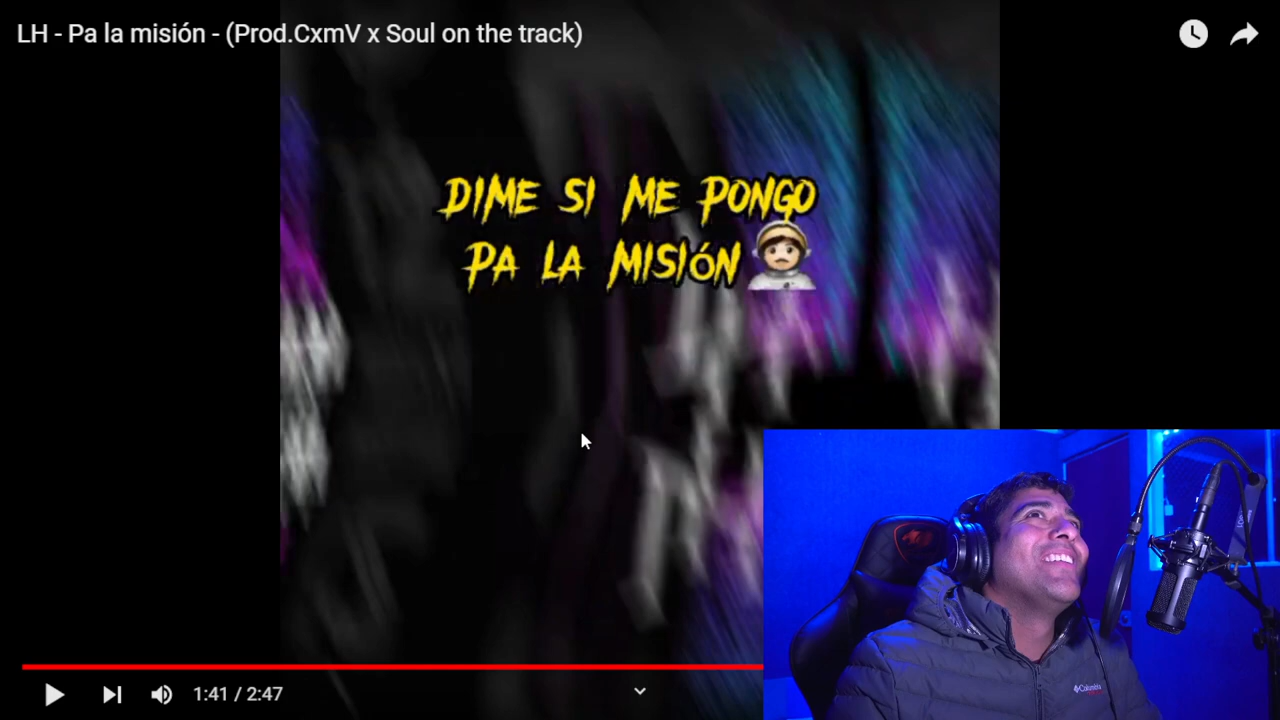 LH - Pa la misión - (Prod.CxmV x Soul on the track)
DIME SI ME PONGO
PA LA MISIÓN
1:41 / 2:47
Columbia